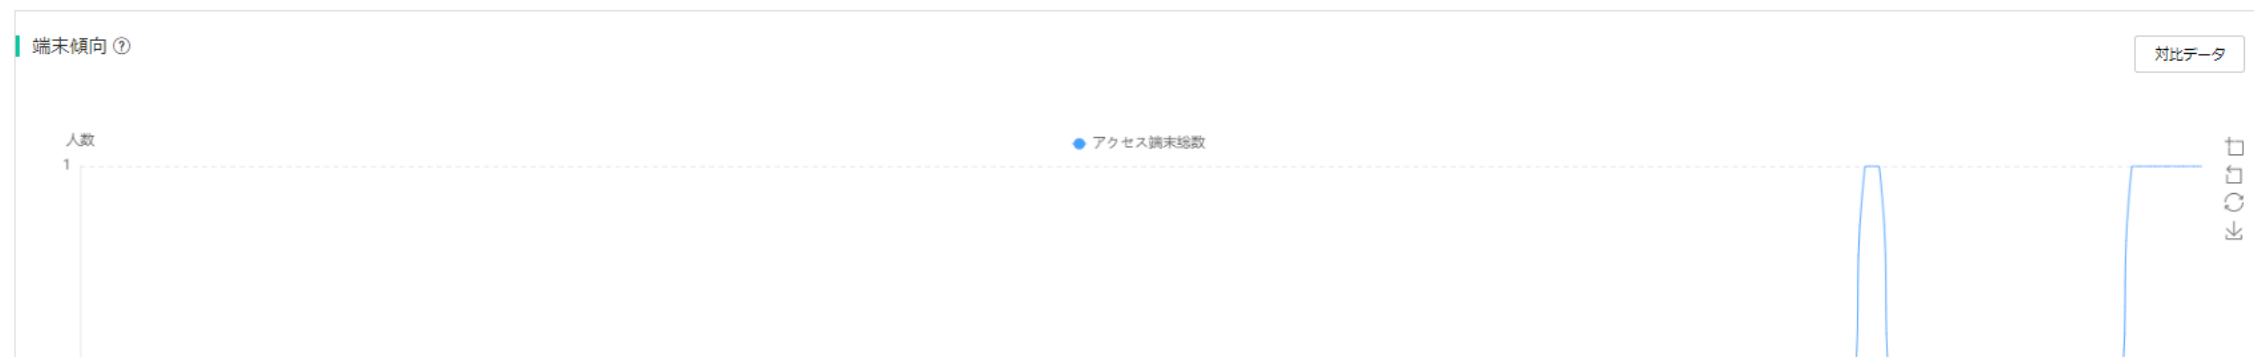 端末傾向 ?
対比データ
人数
アクセス端末総数
1